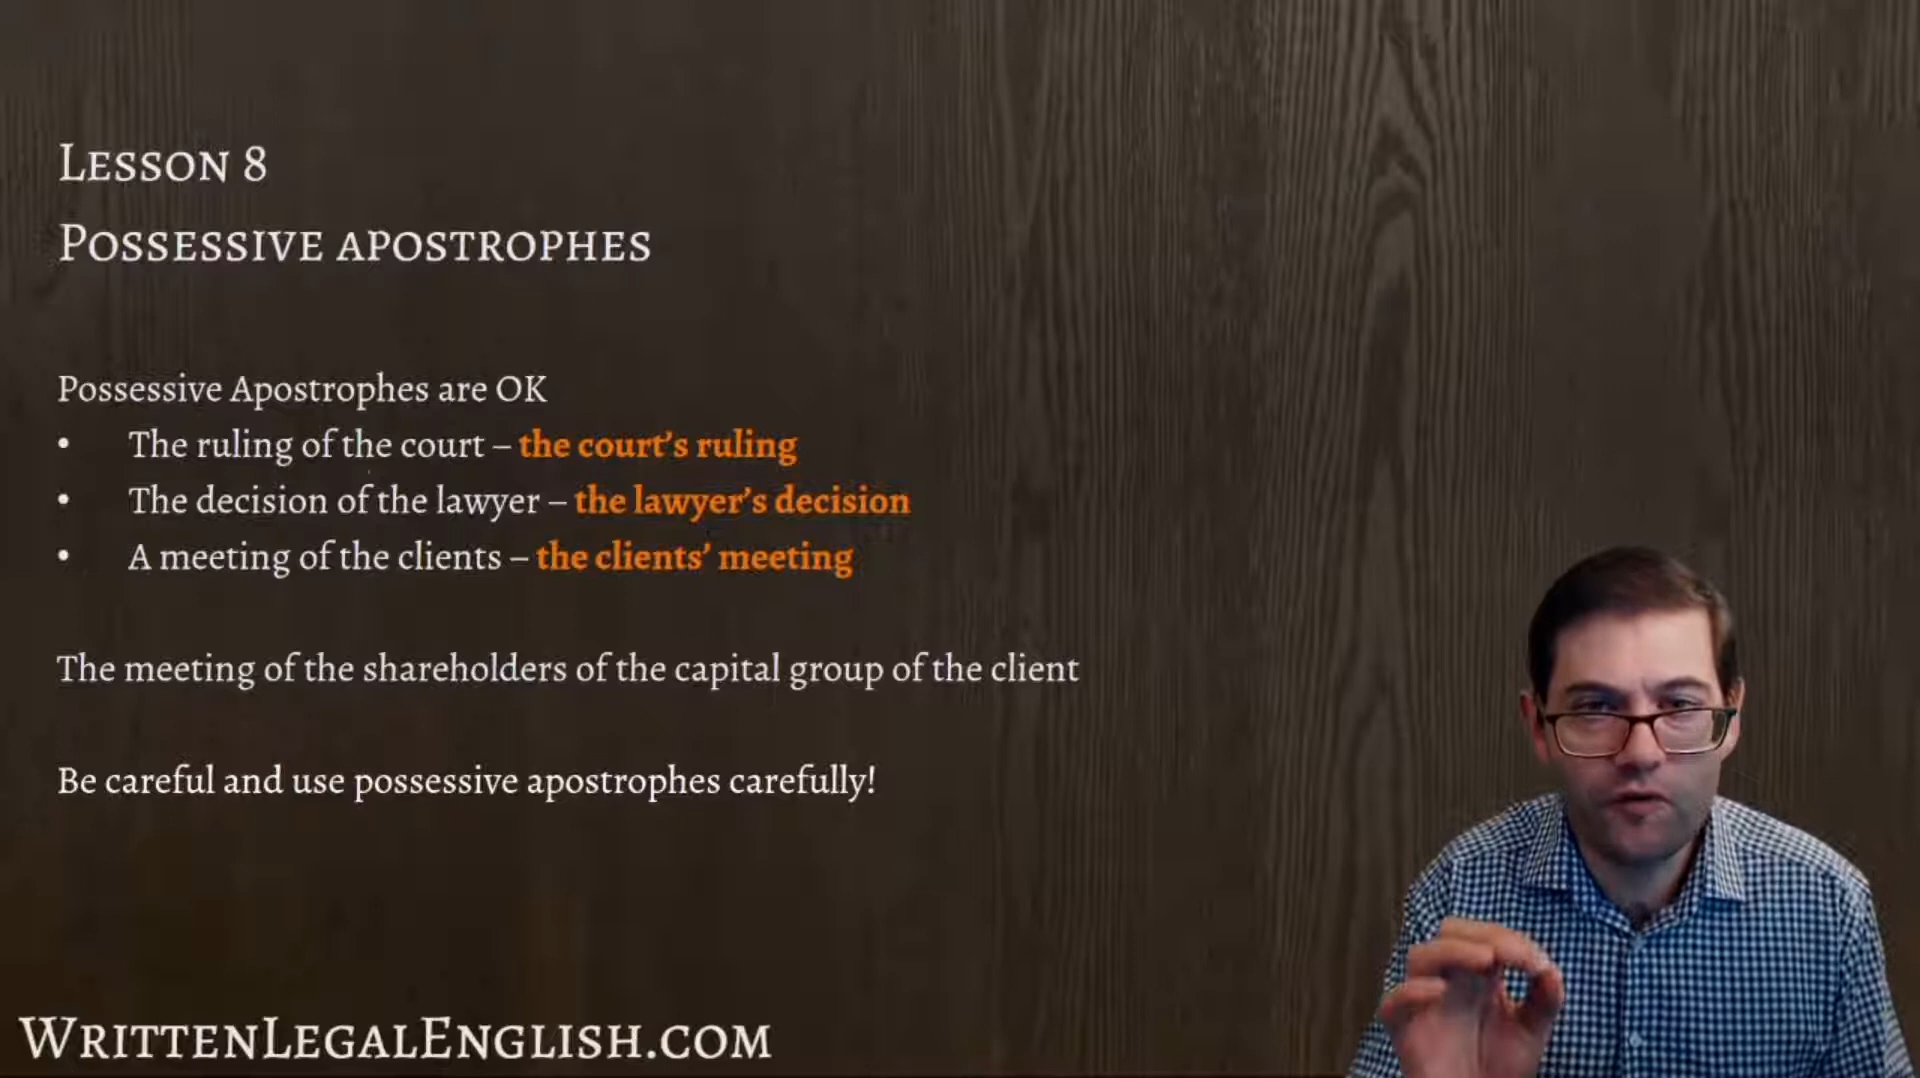 Lesson 8
Possessive apostrophes
Possessive Apostrophes are OK
• The ruling of the court – the court’s ruling
• The decision of the lawyer – the lawyer’s decision
• A meeting of the clients – the clients’ meeting
The meeting of the shareholders of the capital group of the client
Be careful and use possessive apostrophes carefully!
WrittenLegalEnglish.com